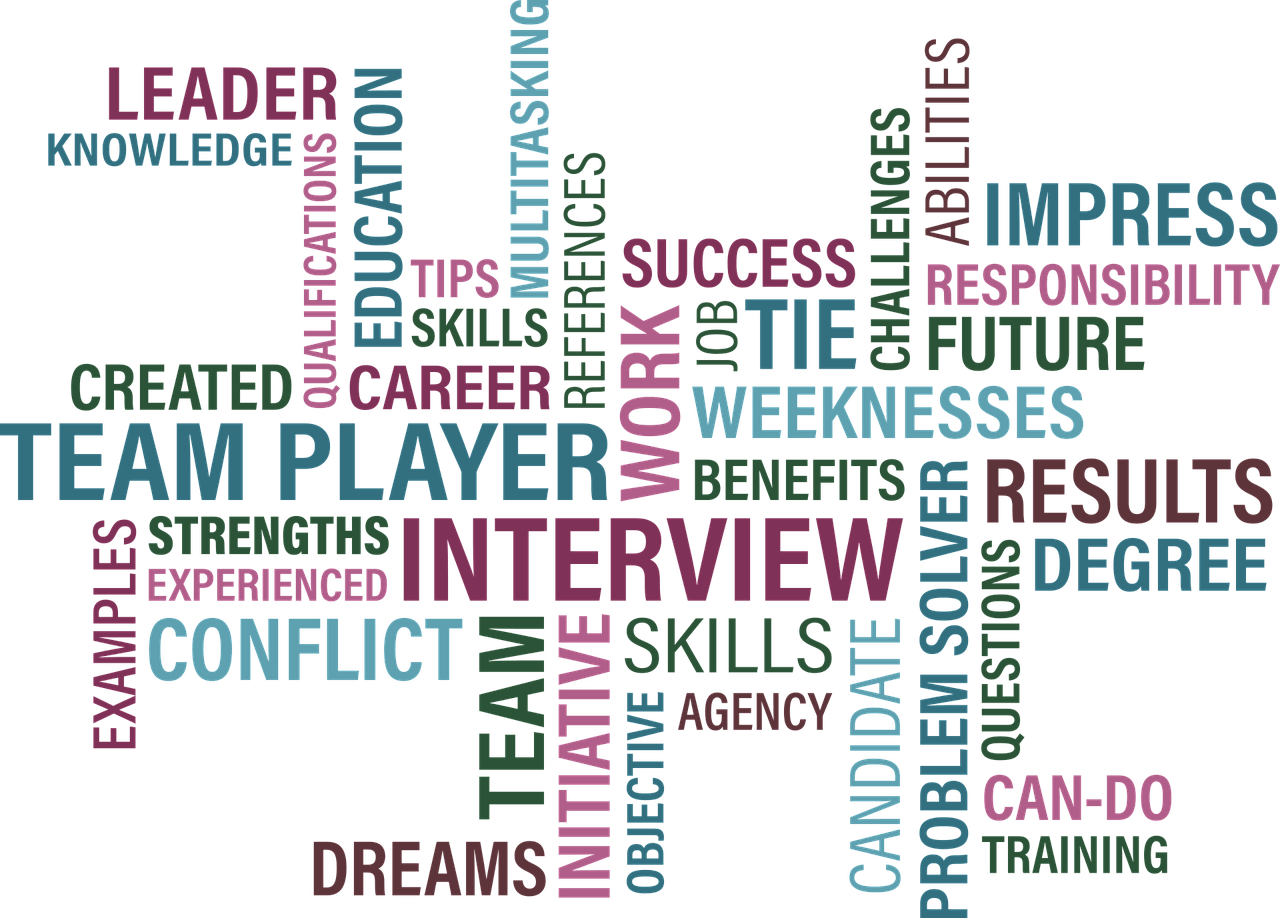 MULTITASKING
LEADER
EDUCATION
ABILITIES
KNOWLEDGE
QUALIFICATIONS
CHALLENGES
REFERENCES
IMPRESS
SUCCESS
TIPS
RESPONSIBILITY
JOB
TIE
WORK
SKILLS
FUTURE
CREATED
CAREER
WEEKNESSES
TEAM PLAYER
BENEFITS
PROBLEM SOLVER
RESULTS
EXAMPLES
STRENGTHS
INTERVIEW
QUESTIONS
DEGREE
EXPERIENCED
CONFLICT
TEAM
INITIATIVE
SKILLS
CANDIDATE
OBJECTIVE
AGENCY
CAN-DO
DREAMS
TRAINING